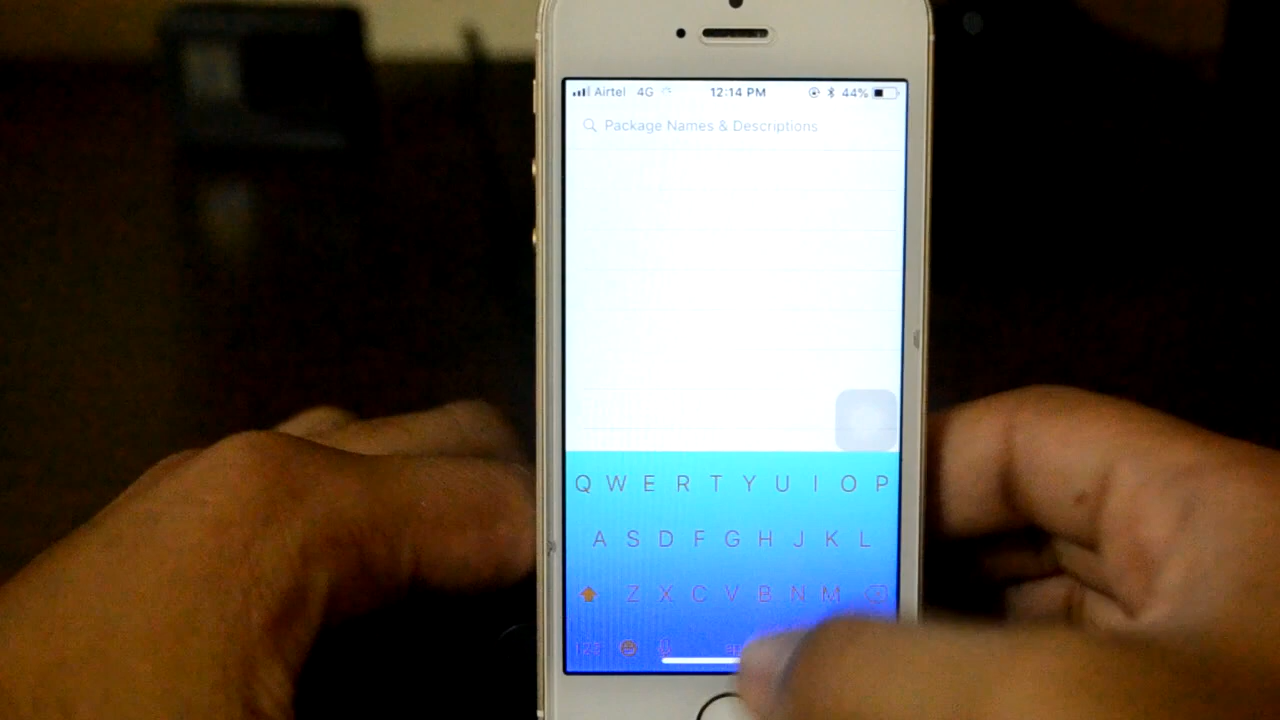 Airtel 4G 12:14 PM 44%
Package Names & Descriptions
Q W E R T Y U I O P
A S D F G H J K L
Z X C V B N M
123